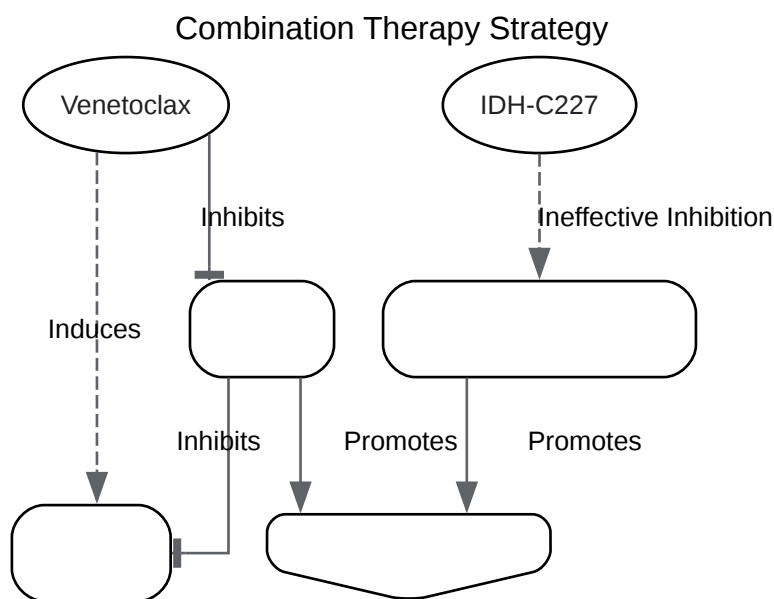 Combination Therapy Strategy
Venetoclax
IDH-C227
Inhibits
Ineffective Inhibition
Induces
Inhibits
Promotes
Promotes